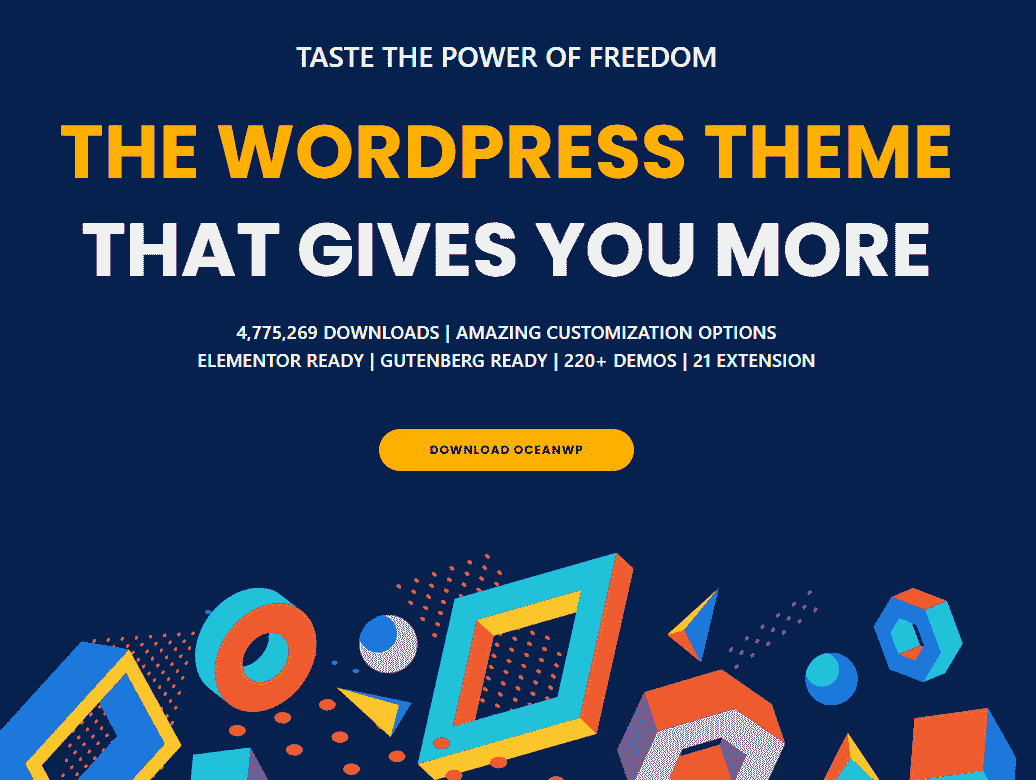 TASTE THE POWER OF FREEDOM
THE WORDPRESS THEME
THAT GIVES YOU MORE
4,775,269 DOWNLOADS | AMAZING CUSTOMIZATION OPTIONS
ELEMENTOR READY | GUTENBERG READY | 220+ DEMOS | 21 EXTENSION
DOWNLOAD OCEANWP